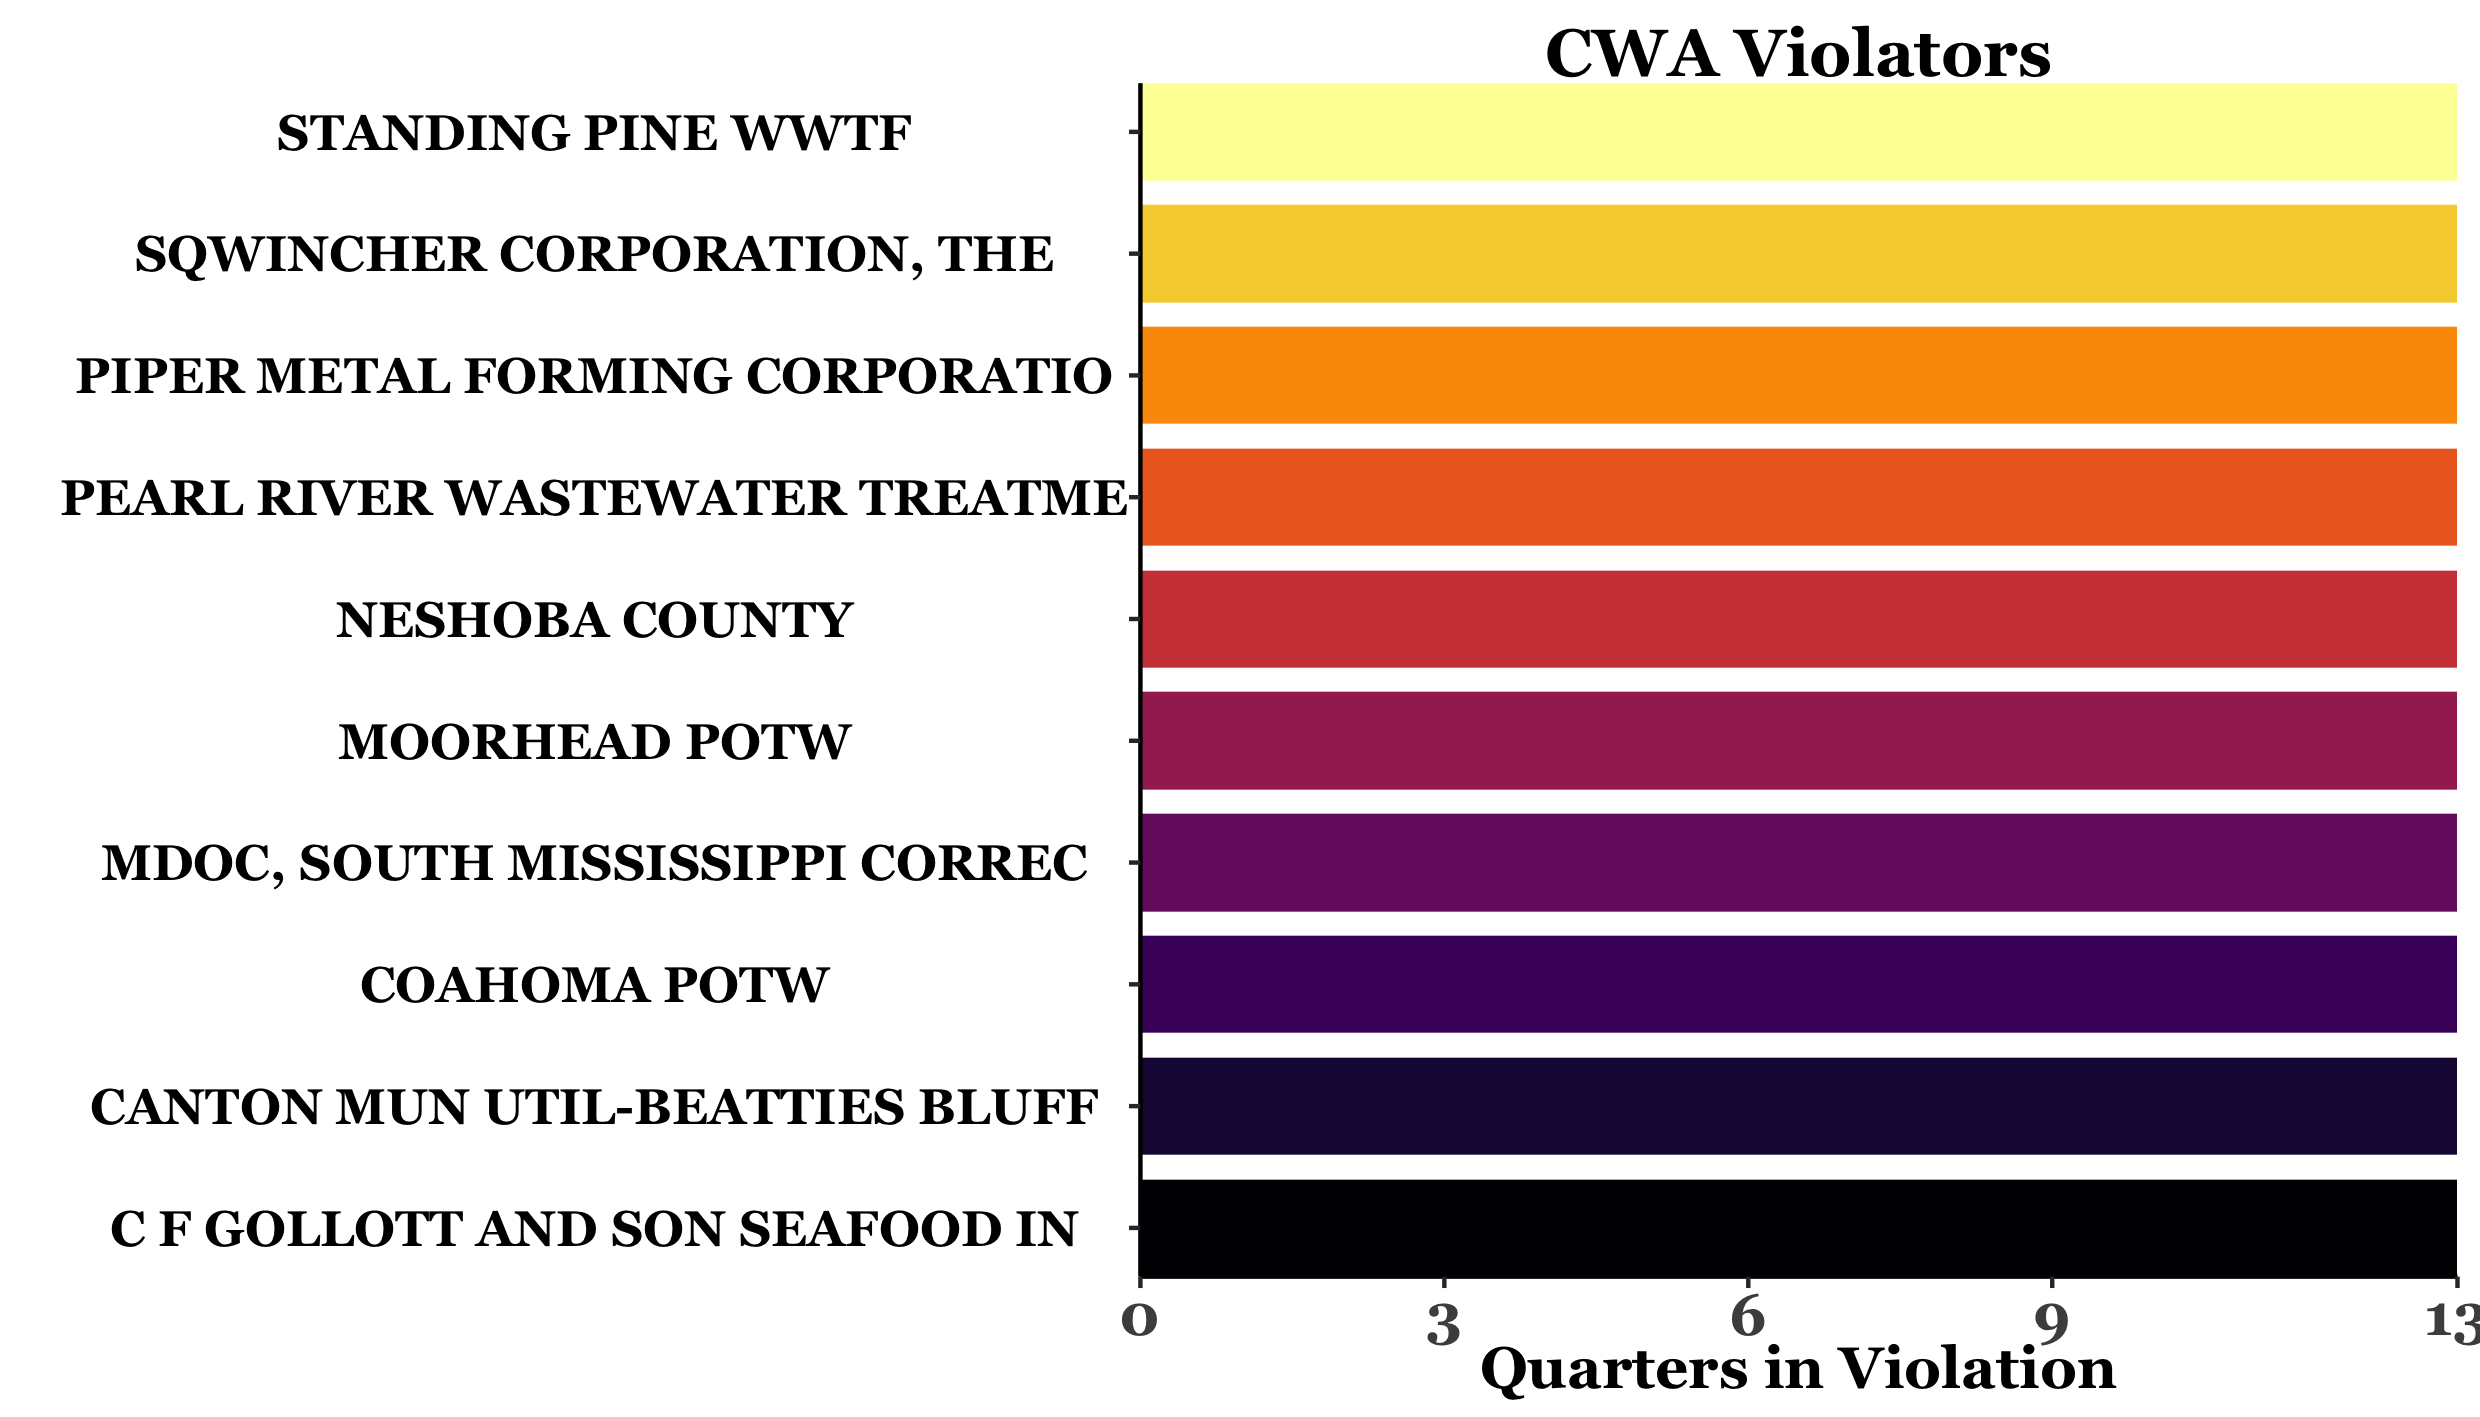 CWA Violators
STANDING PINE WWTF
SQWINCHER CORPORATION, THE
PIPER METAL FORMING CORPORATIO
PEARL RIVER WASTEWATER TREATME
NESHOBA COUNTY
MOORHEAD POTW
MDOC, SOUTH MISSISSIPPI CORREC
COAHOMA POTW
CANTON MUN UTIL-BEATTIES BLUFF
C F GOLLOTT AND SON SEAFOOD IN
0 3 6 9 13
Quarters in Violation